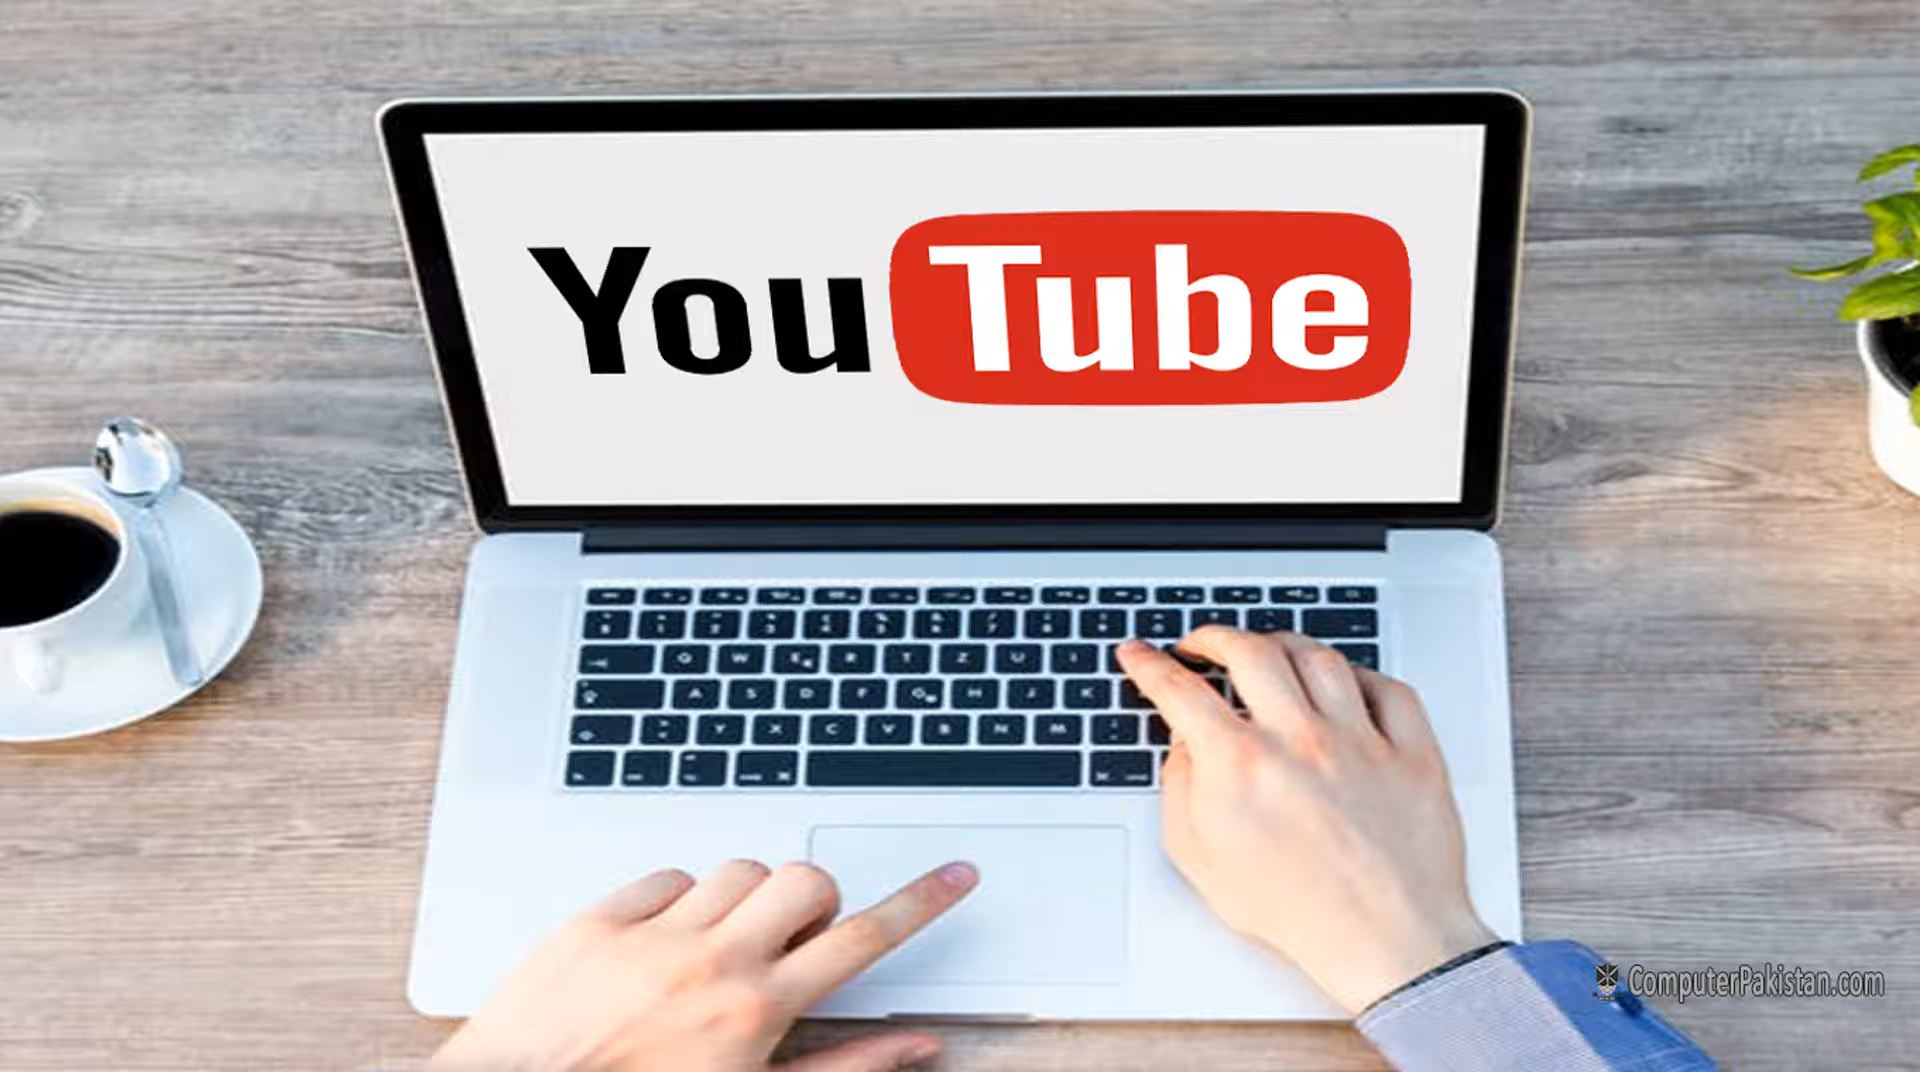 YouTube
Q W E R T Z U I
A S D F G H J K
Y X C V B N M
ComputerPakistan.com